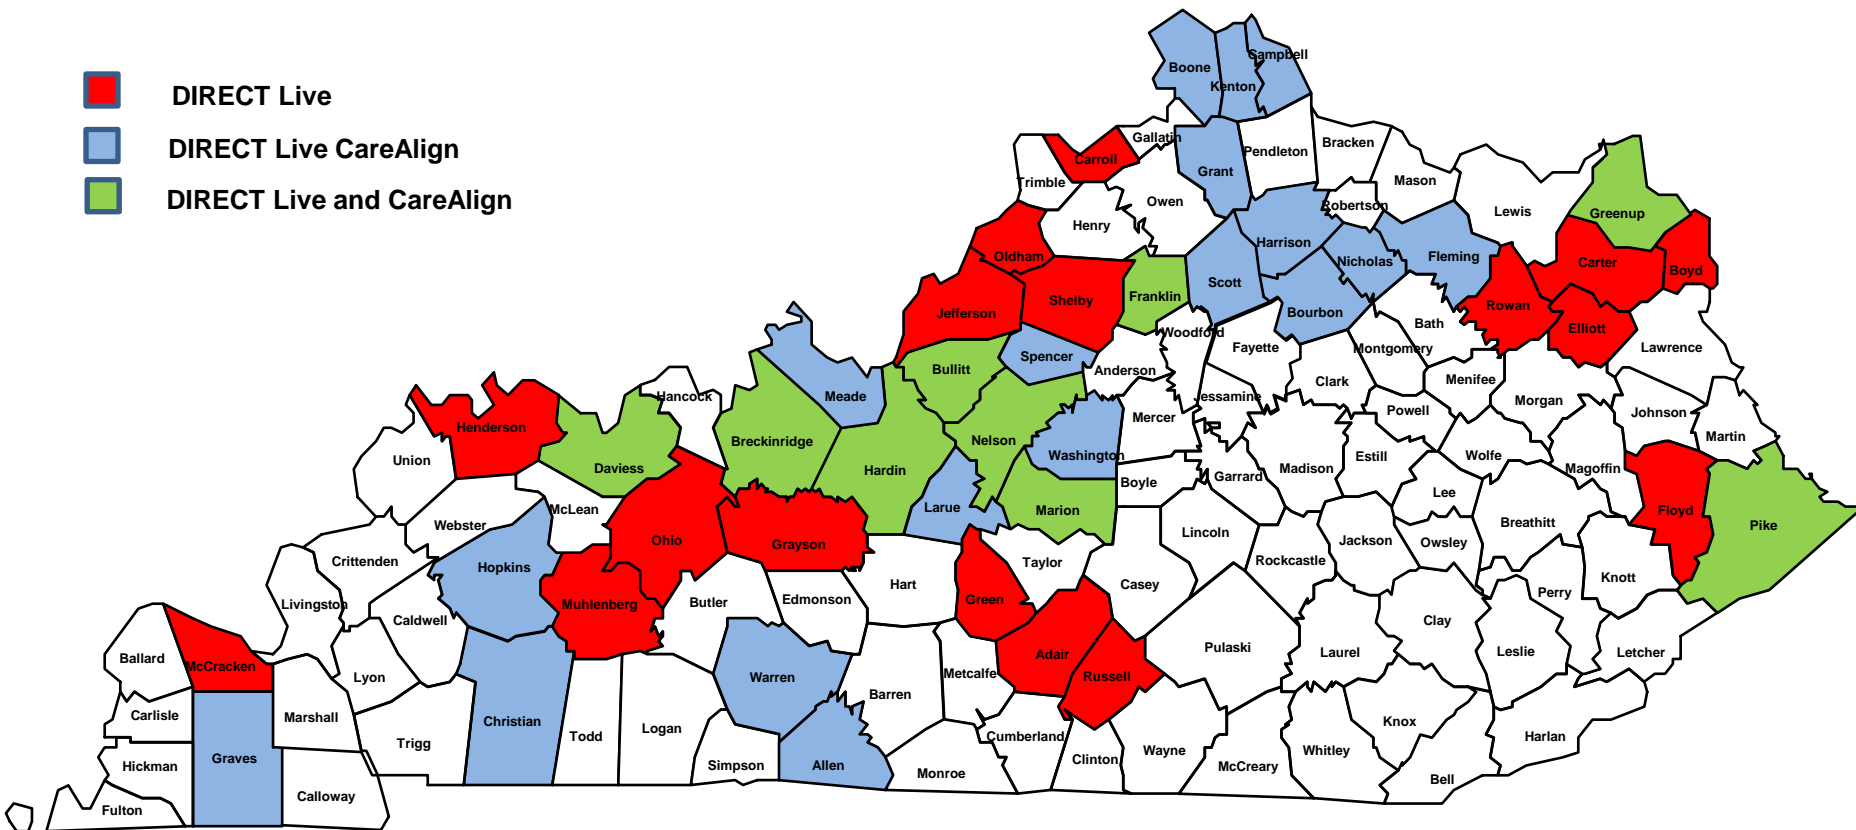 DIRECT Live
DIRECT Live CareAlign
DIRECT Live and CareAlign
Campbell
Boone
Kenton
Gallatin
Bracken
Pendleton
Carroll
Grant
Trimble
Mason
Owen
Robertson
Lewis
Greenup
Henry
Harrison
Oldham
Nicholas
Fleming
Carter
Boyd
Scott
Franklin
Shelby
Rowan
Jefferson
Bourbon
Bath
Elliott
Woodford
Fayette
Montgomery
Lawrence
Spencer
Bullitt
Anderson
Clark
Menifee
Meade
Hancock
Jessamine
Morgan
Powell
Johnson
Mercer
Henderson
Martin
Breckinridge
Nelson
Washington
Estill
Wolfe
Union
Daviess
Hardin
Madison
Magoffin
Garrard
Boyle
Lee
Larue
McLean
Marion
Floyd
Webster
Breathitt
Pike
Lincoln
Ohio
Grayson
Jackson
Owsley
Crittenden
Taylor
Rockcastle
Hopkins
Knott
Hart
Casey
Perry
Livingston
Muhlenberg
Butler
Edmonson
Green
Caldwell
Clay
Pulaski
Ballard
McCracken
Adair
Laurel
Leslie
Letcher
Lyon
Warren
Metcalfe
Russell
Barren
Carlisle
Marshall
Christian
Logan
Knox
Todd
Cumberland
Harlan
Trigg
Wayne
Whitley
Graves
Clinton
Hickman
Simpson
Allen
McCreary
Monroe
Bell
Calloway
Fulton